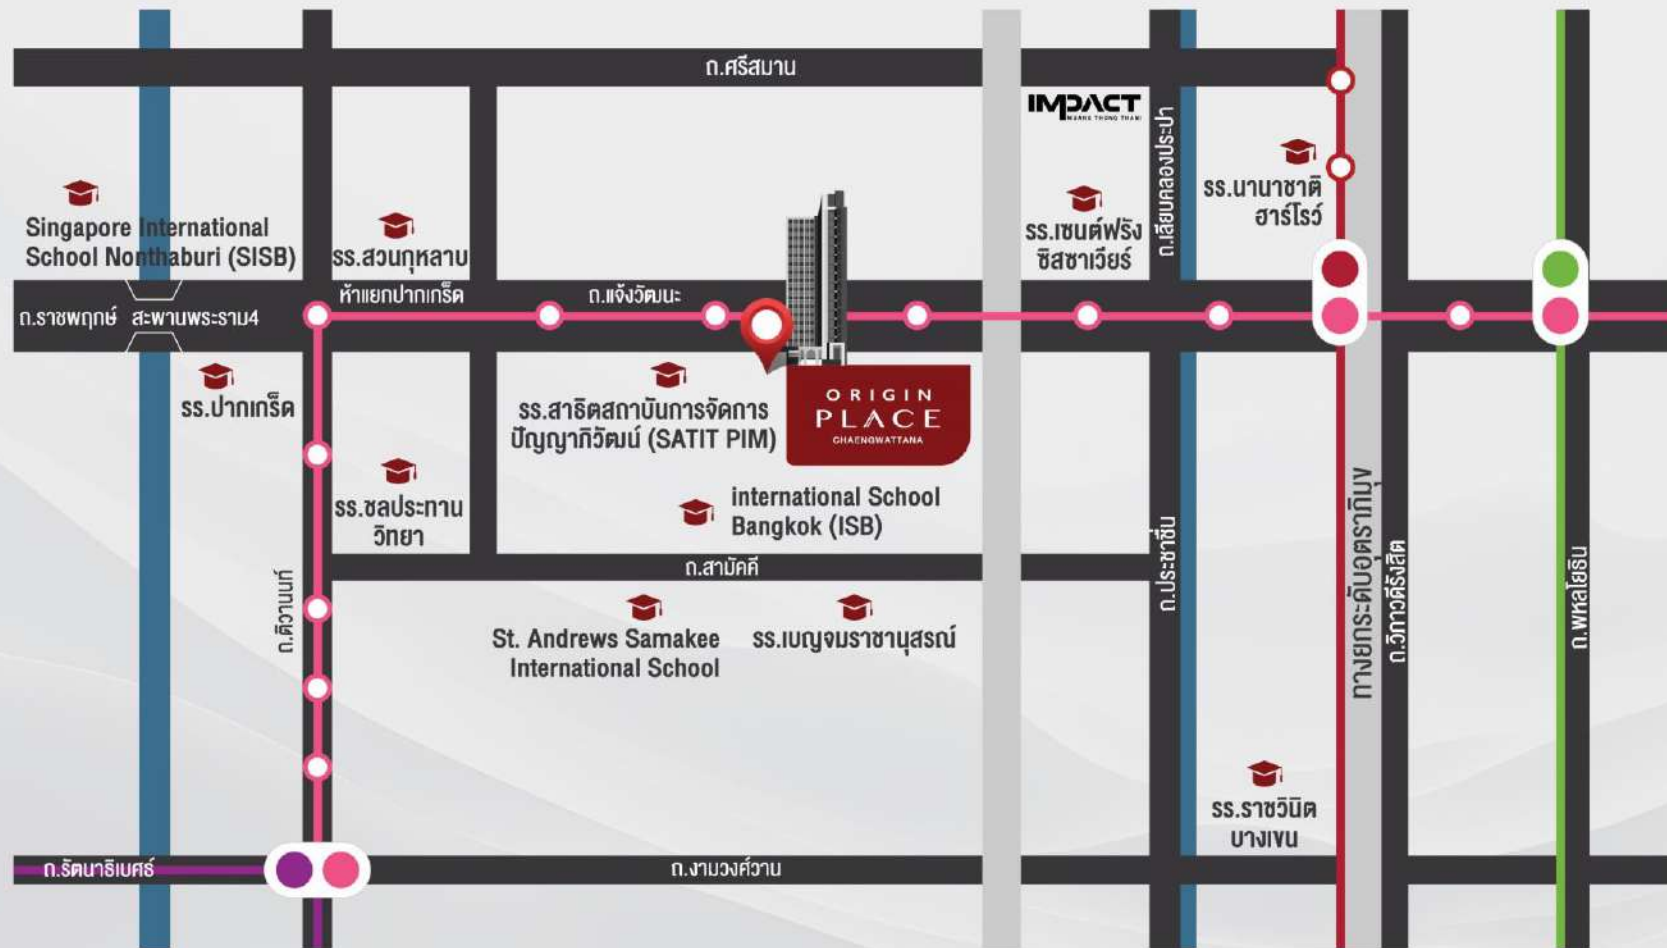 ถ.ศรีสมาน
IMPACT
MUANG THONG THANI
ถ.เลียบคลองประปา
รร.นานาชาติ
ฮาร์โรว์
Singapore International
School Nonthaburi (SISB)
รร.สวนกุหลาบ
รร.เซนต์ฟรัง
ซิสซาเวียร์
ห้าแยกปากเกร็ด
ถ.แจ้งวัฒนะ
ถ.ราชพฤกษ์
สะพานพระราม4
รร.ปากเกร็ด
รร.สาธิตสถาบันการจัดการ
ปัญญาภิวัฒน์ (SATIT PIM)
ORIGIN
PLACE
CHAENGWATTANA
รร.ชลประทาน
วิทยา
international School
Bangkok (ISB)
ถ.สามัคคี
ถ.ติวานนท์
St. Andrews Samakee
International School
รร.เบญจมราชานุสรณ์
ถ.ประชาชื่น
ทางยกระดับอุตราภิมุข
ถ.วิภาวดีรังสิต
ถ.พหลโยธิน
รร.ราชวินิต
บางเขน
ถ.รัตนาธิเบศร์
ถ.งามวงศ์วาน